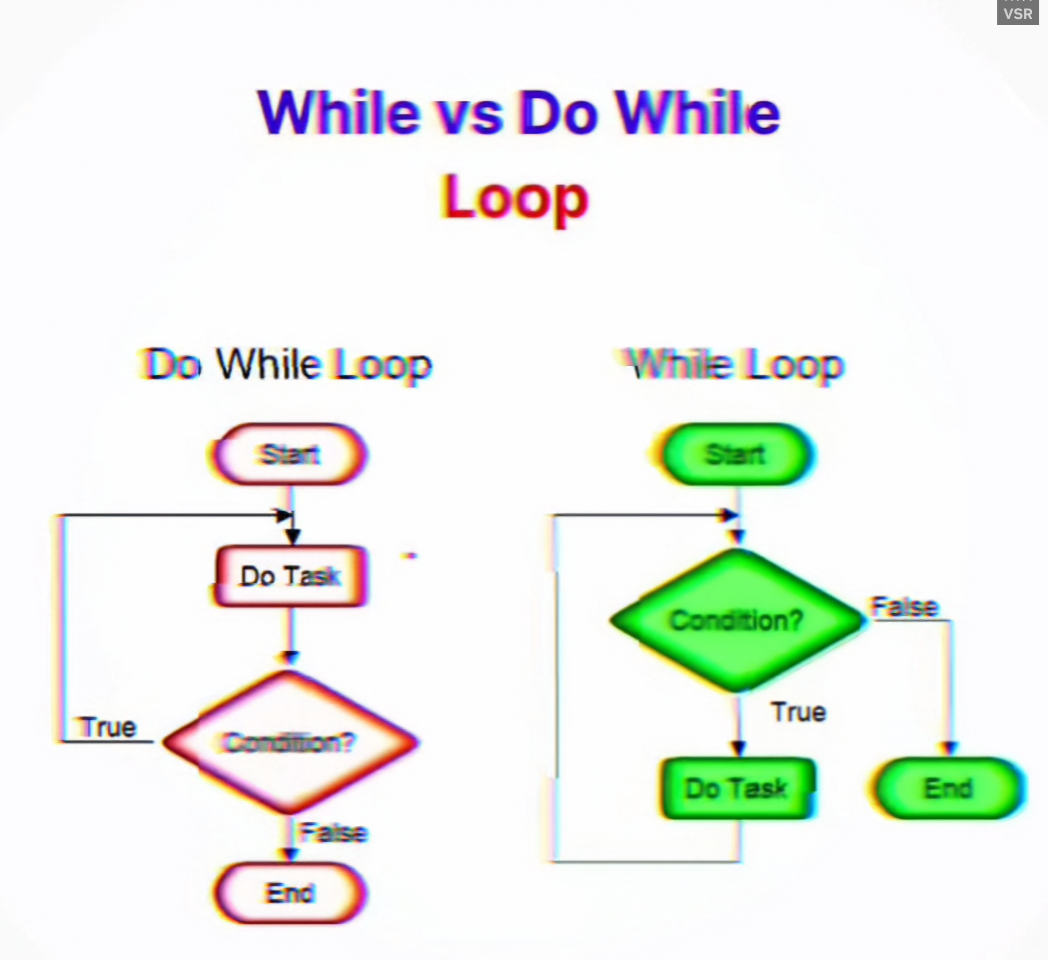 VSR
While vs Do While
Loop
Do While Loop
While Loop
Start
Do Task
Condition?
True
False
End
Start
Condition?
False
True
Do Task
End